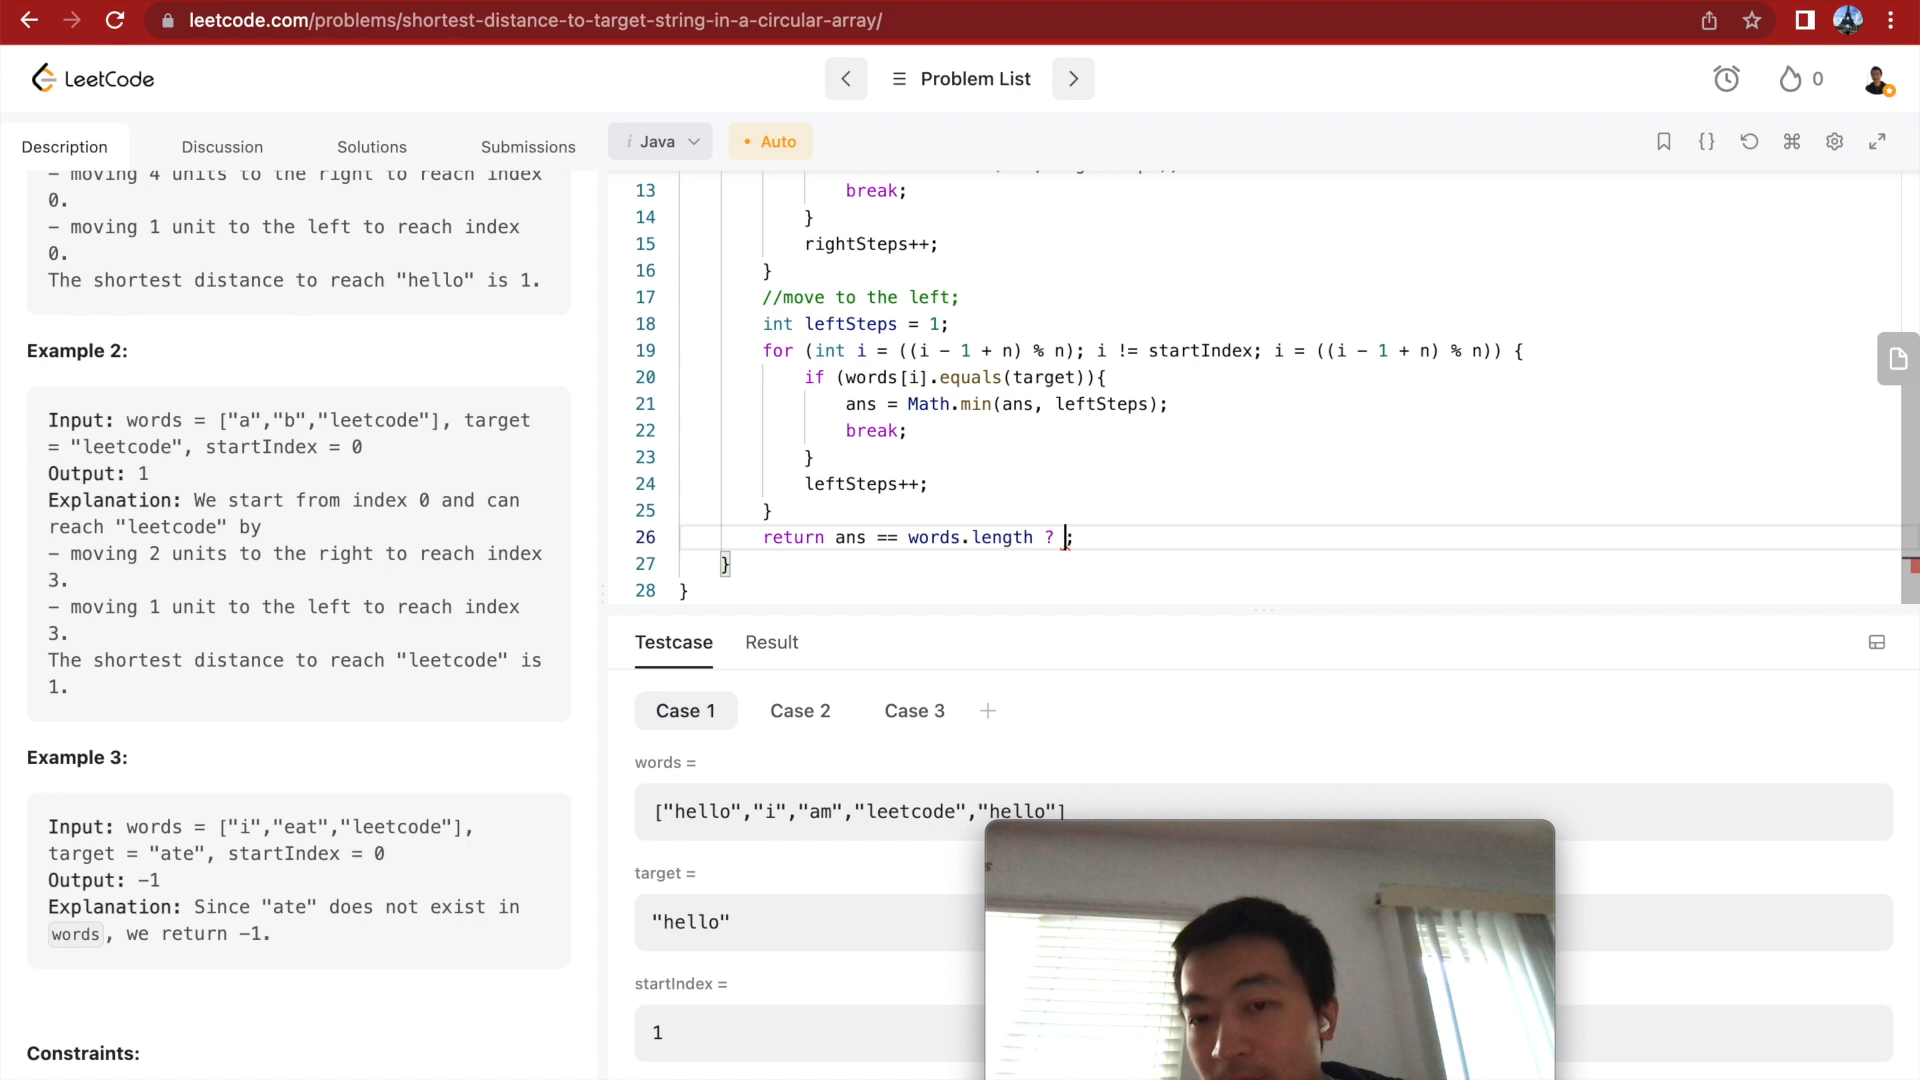 leetcode.com/problems/shortest-distance-to-target-string-in-a-circular-array/
LeetCode
Problem List
0
Description
Discussion
Solutions
Submissions
i Java
• Auto
- moving 4 units to the right to reach index
0.
- moving 1 unit to the left to reach index
0.
The shortest distance to reach "hello" is 1.
Example 2:
Input: words = ["a","b","leetcode"], target
= "leetcode", startIndex = 0
Output: 1
Explanation: We start from index 0 and can
reach "leetcode" by
- moving 2 units to the right to reach index
3.
- moving 1 unit to the left to reach index
3.
The shortest distance to reach "leetcode" is
1.
Example 3:
Input: words = ["i","eat","leetcode"],
target = "ate", startIndex = 0
Output: -1
Explanation: Since "ate" does not exist in
words, we return -1.
Constraints:
13 break;
14 }
15 rightSteps++;
16 }
17 //move to the left;
18 int leftSteps = 1;
19 for (int i = ((i - 1 + n) % n); i != startIndex; i = ((i - 1 + n) % n)) {
20 if (words[i].equals(target)){
21 ans = Math.min(ans, leftSteps);
22 break;
23 }
24 leftSteps++;
25 }
26 return ans == words.length ? ;
27 }
28 }
Testcase
Result
Case 1
Case 2
Case 3
+
words =
["hello","i","am","leetcode","hello"]
target =
"hello"
startIndex =
1